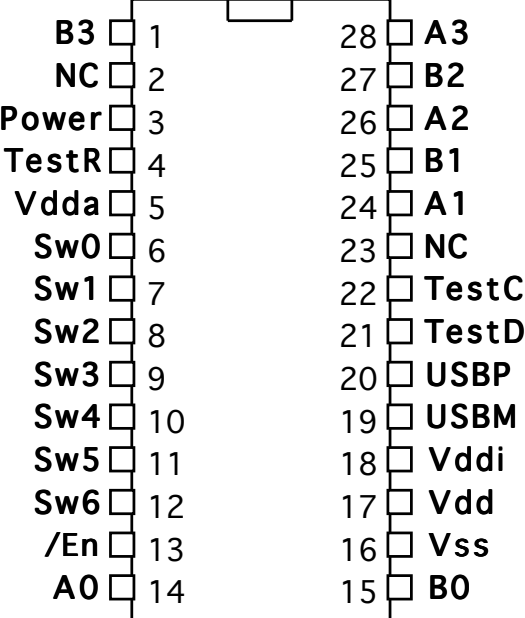 B3 1 28 A3
NC 2 27 B2
Power 3 26 A2
TestR 4 25 B1
Vdda 5 24 A1
Sw0 6 23 NC
Sw1 7 22 TestC
Sw2 8 21 TestD
Sw3 9 20 USBP
Sw4 10 19 USBM
Sw5 11 18 Vddi
Sw6 12 17 Vdd
/En 13 16 Vss
A0 14 15 B0